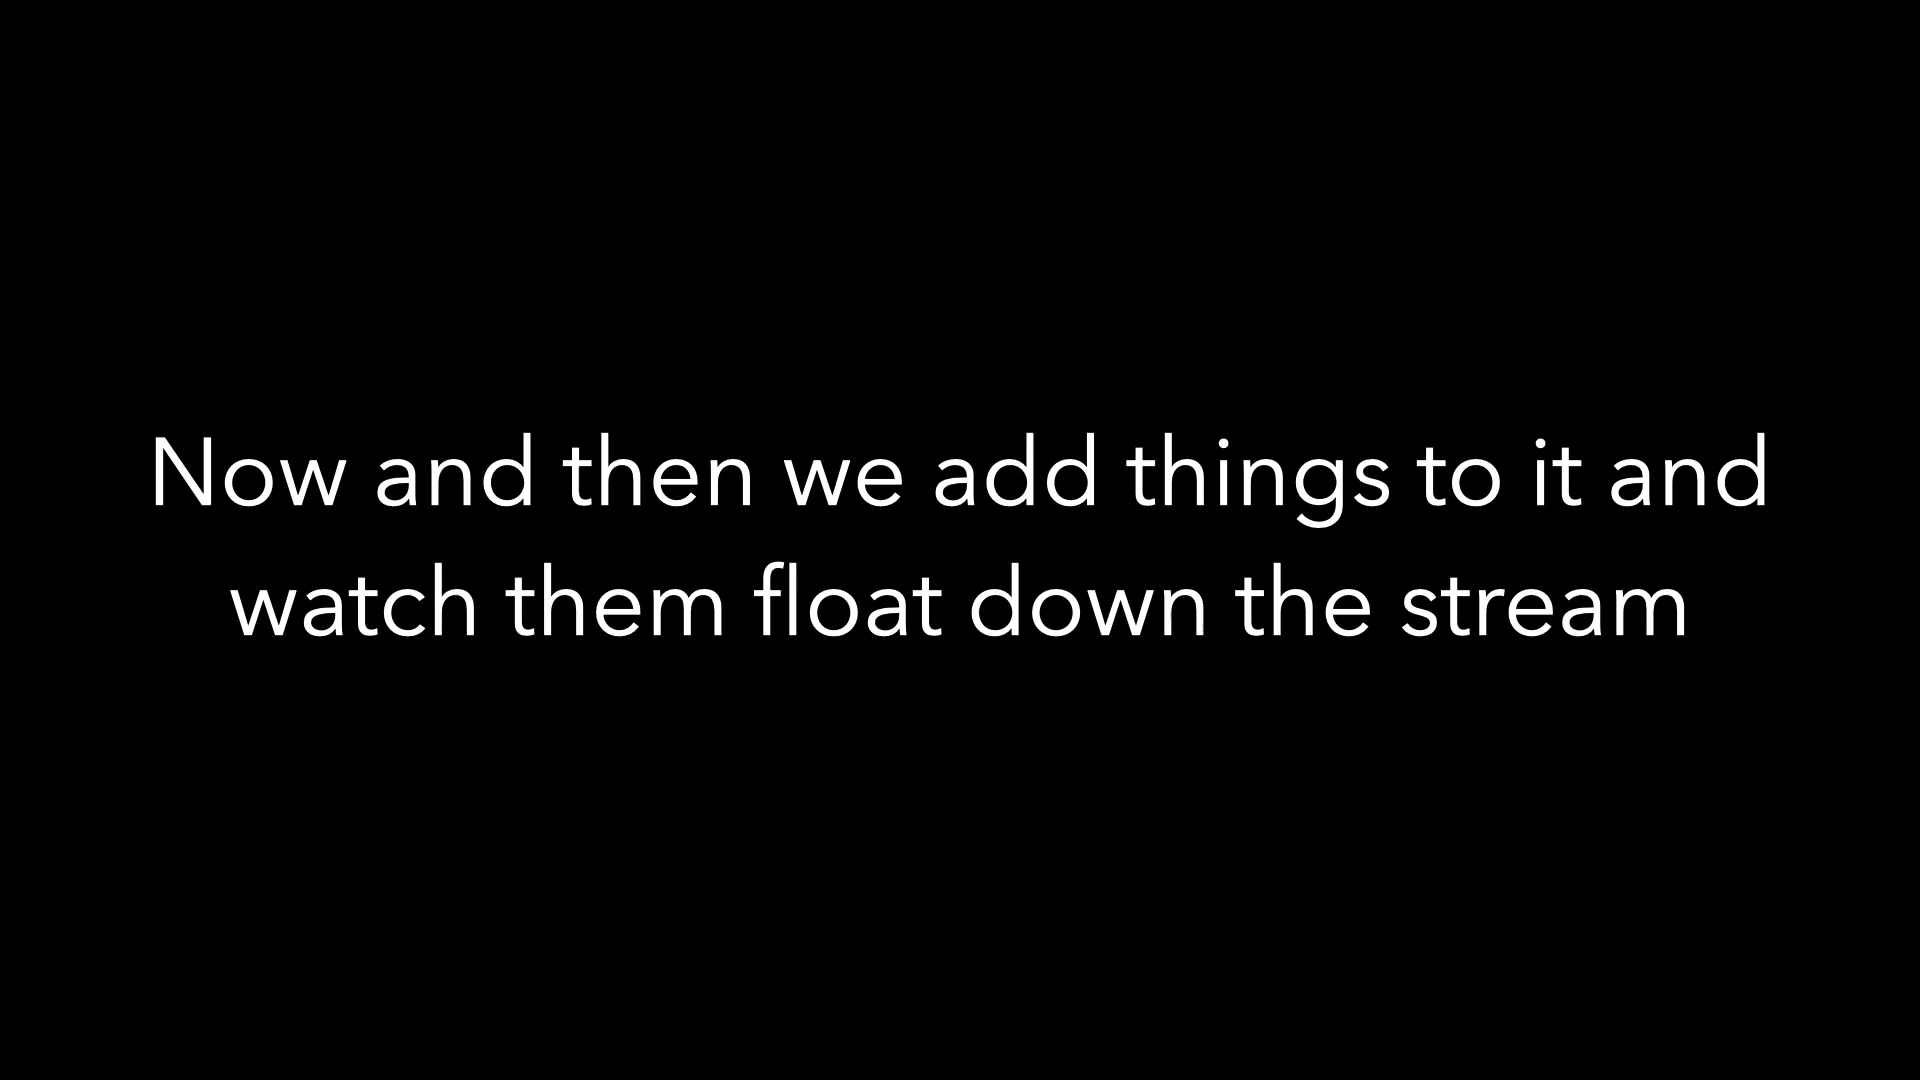 Now and then we add things to it and
watch them float down the stream